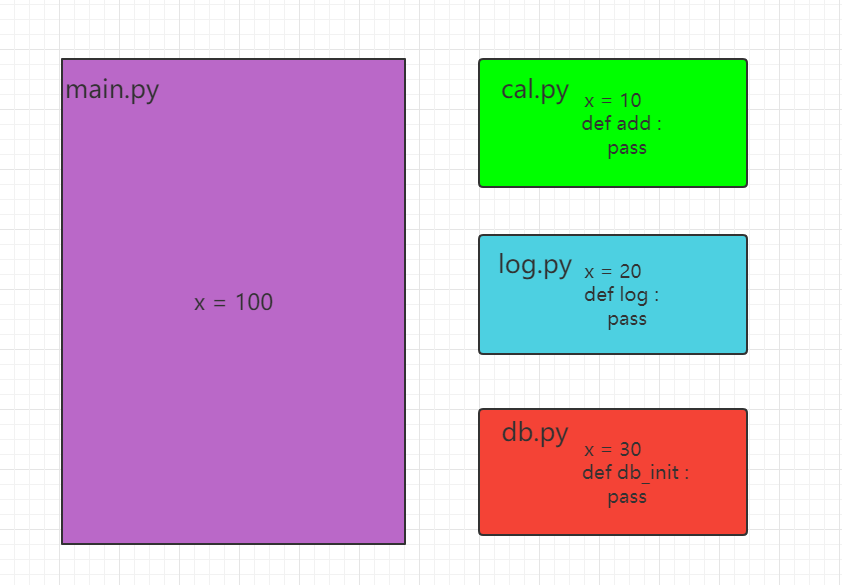 main.py
x = 100
cal.py
x = 10
def add :
pass
log.py
x = 20
def log :
pass
db.py
x = 30
def db_init :
pass